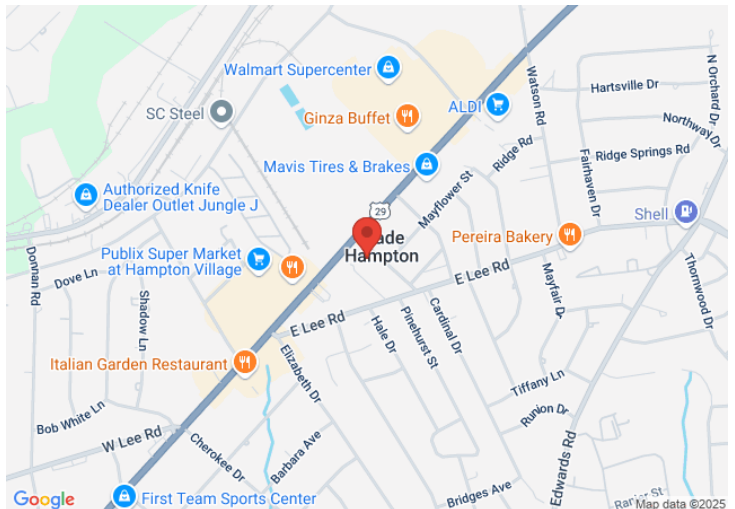 Walmart Supercenter
Ginza Buffet
ALDI
SC Steel
Mavis Tires & Brakes
Watson Rd
Hartsville Dr
N Orchard Dr
Northway Dr
Ridge Rd
Ridge Springs Rd
Fairhaven Dr
Authorized Knife
Dealer Outlet Jungle J
29
Mayflower St
Shell
Pereira Bakery
Hampton
Publix Super Market
at Hampton Village
Donnan Rd
Dove Ln
Shadow Ln
E Lee Rd
E Lee Rd
Mayfair Dr
Thornwood Dr
Cardinal Dr
Pinehurst St
Hale Dr
Italian Garden Restaurant
Elizabeth Dr
Tiffany Ln
Runion Dr
Bob White Ln
W Lee Rd
Cherokee Dr
Barbara Ave
Edwards Rd
Bridges Ave
First Team Sports Center
Google
Map data ©2025